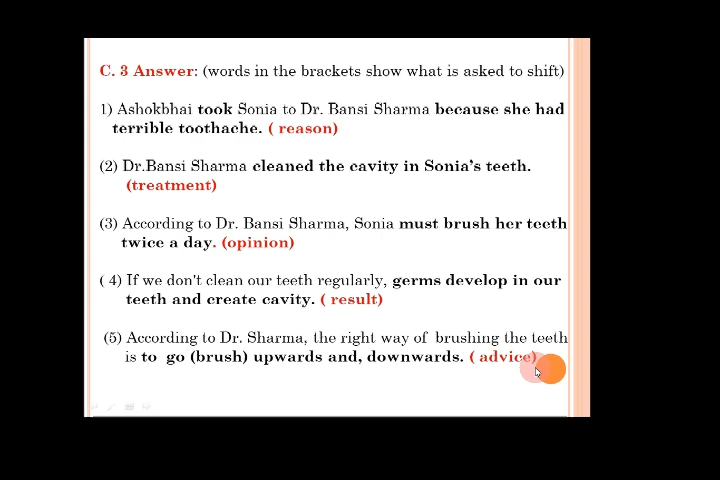 C. 3 Answer: (words in the brackets show what is asked to shift)
1) Ashokbhai took Sonia to Dr. Bansi Sharma because she had
terrible toothache. ( reason)
(2) Dr.Bansi Sharma cleaned the cavity in Sonia's teeth.
(treatment)
(3) According to Dr. Bansi Sharma, Sonia must brush her teeth
twice a day. (opinion)
( 4) If we don't clean our teeth regularly, germs develop in our
teeth and create cavity. ( result)
(5) According to Dr. Sharma, the right way of brushing the teeth
is to go (brush) upwards and, downwards. ( advice)